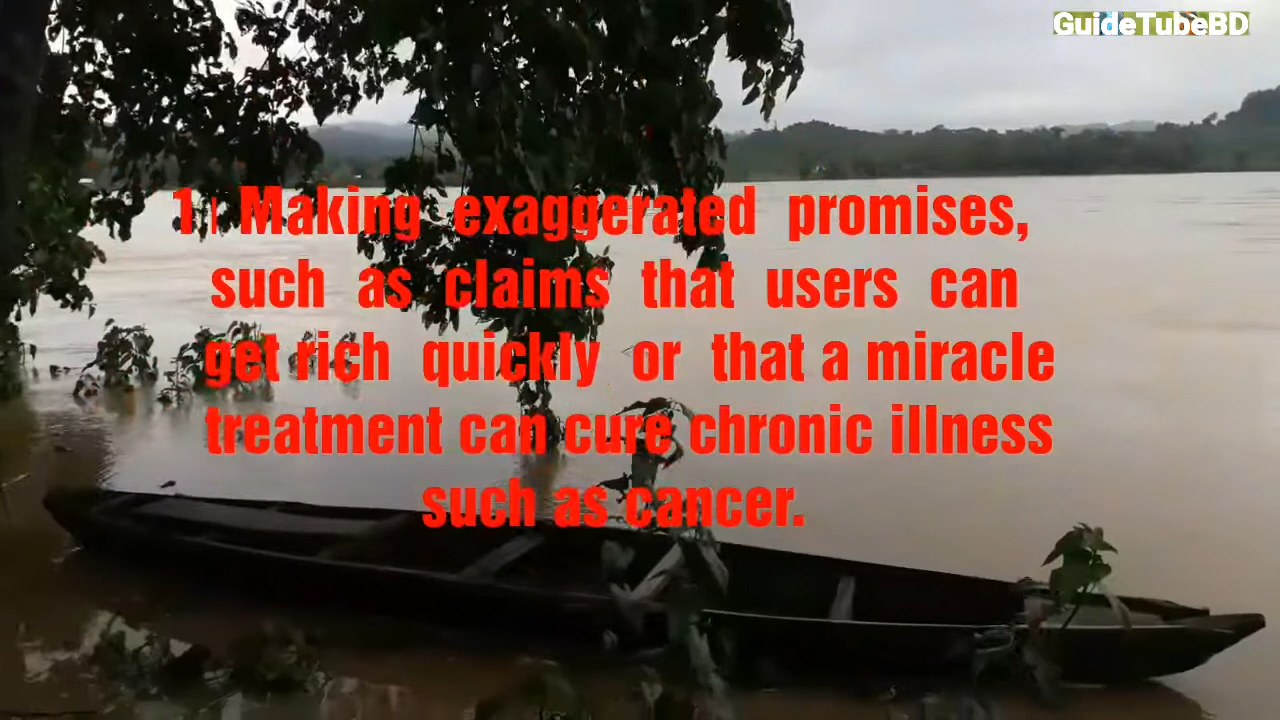 GuideTubeBD
1। Making exaggerated promises,
such as claims that users can
get rich quickly or that a miracle
treatment can cure chronic illness
such as cancer.